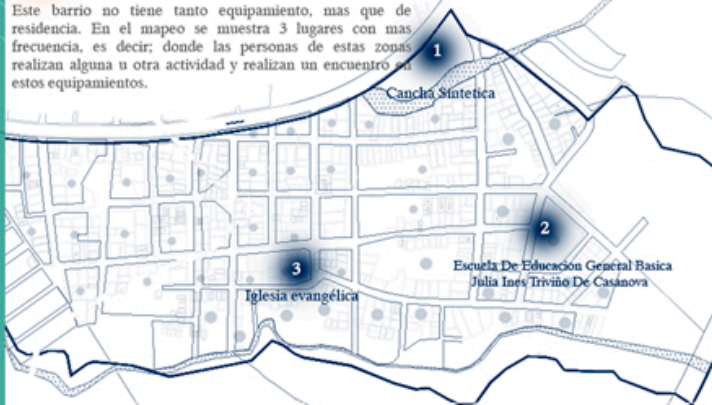 Este barrio no tiene tanto equipamiento, mas que de
residencia. En el mapeo se muestra 3 lugares con mas
frecuencia, es decir; donde las personas de estas zonas
realizan alguna u otra actividad y realizan un encuentro en
estos equipamientos.
1
Cancha Sintetica
2
Escuela De Educación General Basica
Julia Ines Triviño De Casanova
3
Iglesia evangélica